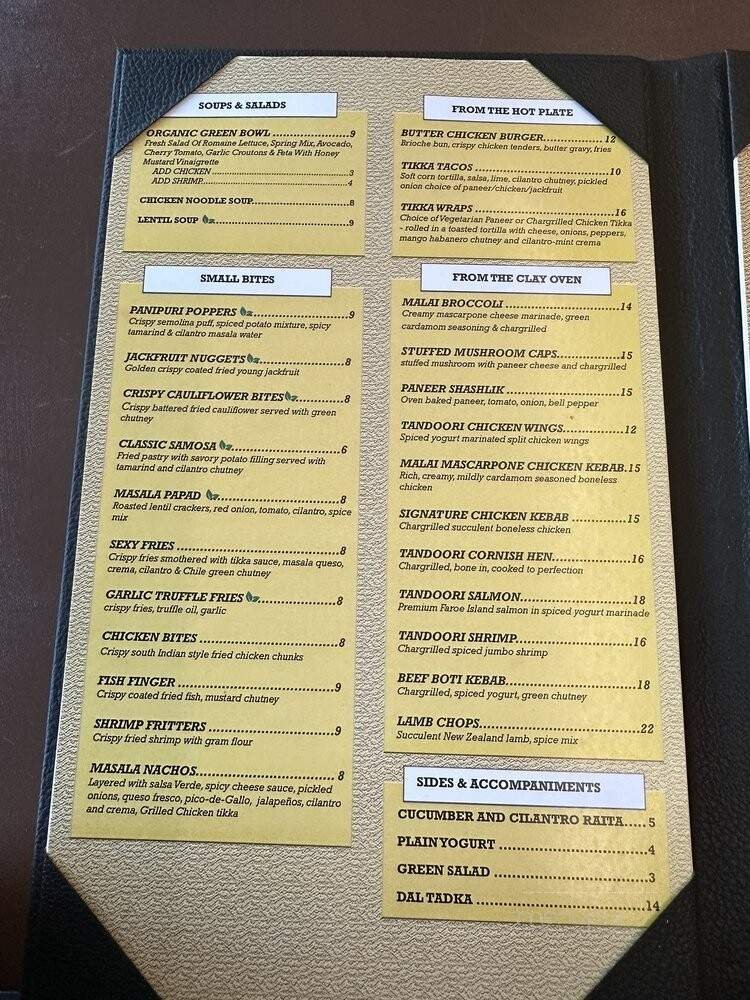 SOUPS & SALADS
ORGANIC GREEN BOWL ..................9
Fresh Salad Of Romaine Lettuce, Spring Mix, Avocado,
Cherry Tomato, Garlic Croutons & Feta With Honey
Mustard Vinaigrette
ADD CHICKEN ..................3
ADD SHRIMP..................4
CHICKEN NOODLE SOUP..................8
LENTIL SOUP ..................9
SMALL BITES
PANIPURI POPPERS ..................9
Crispy semolina puff, spiced potato mixture, spicy
tamarind & cilantro masala water
JACKFRUIT NUGGETS..................8
Golden crispy coated fried young jackfruit
CRISPY CAULIFLOWER BITES..................8
Crispy battered fried cauliflower served with green
chutney
CLASSIC SAMOSA ..................6
Fried pastry with savory potato filling served with
tamarind and cilantro chutney
MASALA PAPAD ..................8
Roasted lentil crackers, red onion, tomato, cilantro, spice
mix
SEXY FRIES ..................8
Crispy fries smothered with tikka sauce, masala queso,
crema, cilantro & Chile green chutney
GARLIC TRUFFLE FRIES..................8
crispy fries, truffle oil, garlic
CHICKEN BITES ..................8
Crispy south Indian style fried chicken chunks
FISH FINGER ..................9
Crispy coated fried fish, mustard chutney
SHRIMP FRITTERS ..................9
Crispy fried shrimp with gram flour
MASALA NACHOS..................8
Layered with salsa Verde, spicy cheese sauce, pickled
onions, queso fresco, pico-de-Gallo, jalapeños, cilantro
and crema, Grilled Chicken tikka
FROM THE HOT PLATE
BUTTER CHICKEN BURGER..................12
Brioche bun, crispy chicken tenders, butter gravy, fries
TIKKA TACOS ..................10
Soft corn tortilla, salsa, lime, cilantro chutney, pickled
onion choice of paneer/chicken/jackfruit
TIKKA WRAPS ..................16
Choice of Vegetarian Paneer or Chargrilled Chicken Tikka
- rolled in a toasted tortilla with cheese, onions, peppers,
mango habanero chutney and cilantro-mint crema
FROM THE CLAY OVEN
MALAI BROCCOLI ..................14
Creamy mascarpone cheese marinade, green
cardamom seasoning & chargrilled
STUFFED MUSHROOM CAPS..................15
stuffed mushroom with paneer cheese and chargrilled
PANEER SHASHLIK ..................15
Oven baked paneer, tomato, onion, bell pepper
TANDOORI CHICKEN WINGS..................12
Spiced yogurt marinated split chicken wings
MALAI MASCARPONE CHICKEN KEBAB.15
Rich, creamy, mildly cardamom seasoned boneless
chicken
SIGNATURE CHICKEN KEBAB ..................15
Chargrilled succulent boneless chicken
TANDOORI CORNISH HEN..................16
Chargrilled, bone in, cooked to perfection
TANDOORI SALMON..................18
Premium Faroe Island salmon in spiced yogurt marinade
TANDOORI SHRIMP..................16
Chargrilled spiced jumbo shrimp
BEEF BOTI KEBAB..................18
Chargrilled, spiced yogurt, green chutney
LAMB CHOPS..................22
Succulent New Zealand lamb, spice mix
SIDES & ACCOMPANIMENTS
CUCUMBER AND CILANTRO RAITA.....5
PLAIN YOGURT ..................4
GREEN SALAD ..................3
DAL TADKA ..................14